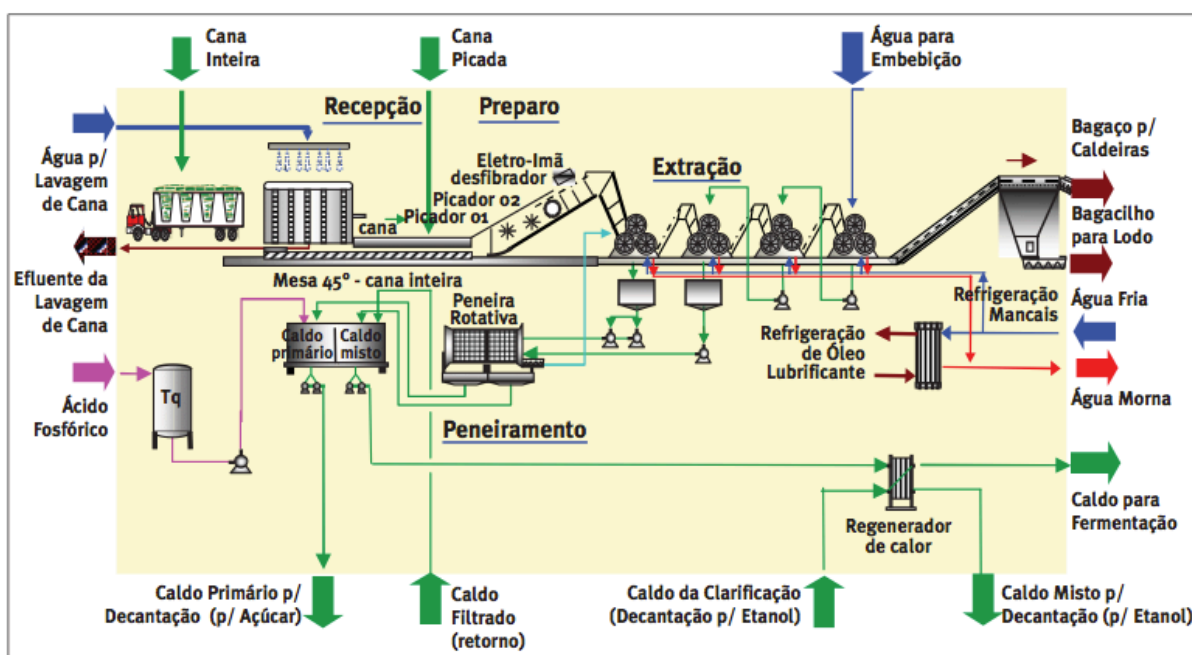 Cana
Inteira
Cana
Picada
Água para
Embebição
Recepção
Preparo
Água p/
Lavagem
de Cana
Eletro-Imã
desfibrador
Picador 02
Picador 01
cana
Extração
Bagaço p/
Caldeiras
Bagacilho
para Lodo
Efluente da
Lavagem
de Cana
Mesa 45° - cana inteira
Peneira
Rotativa
Caldo
primário
Caldo
misto
Refrigeração
Mancais
Água Fria
Refrigeração
de Óleo
Lubrificante
Água Morna
Ácido
Fosfórico
Tq
Peneiramento
Regenerador
de calor
Caldo para
Fermentação
Caldo Primário p/
Decantação (p/ Açúcar)
Caldo
Filtrado
(retorno)
Caldo da Clarificação
(Decantação p/ Etanol)
Caldo Misto p/
Decantação (p/ Etanol)